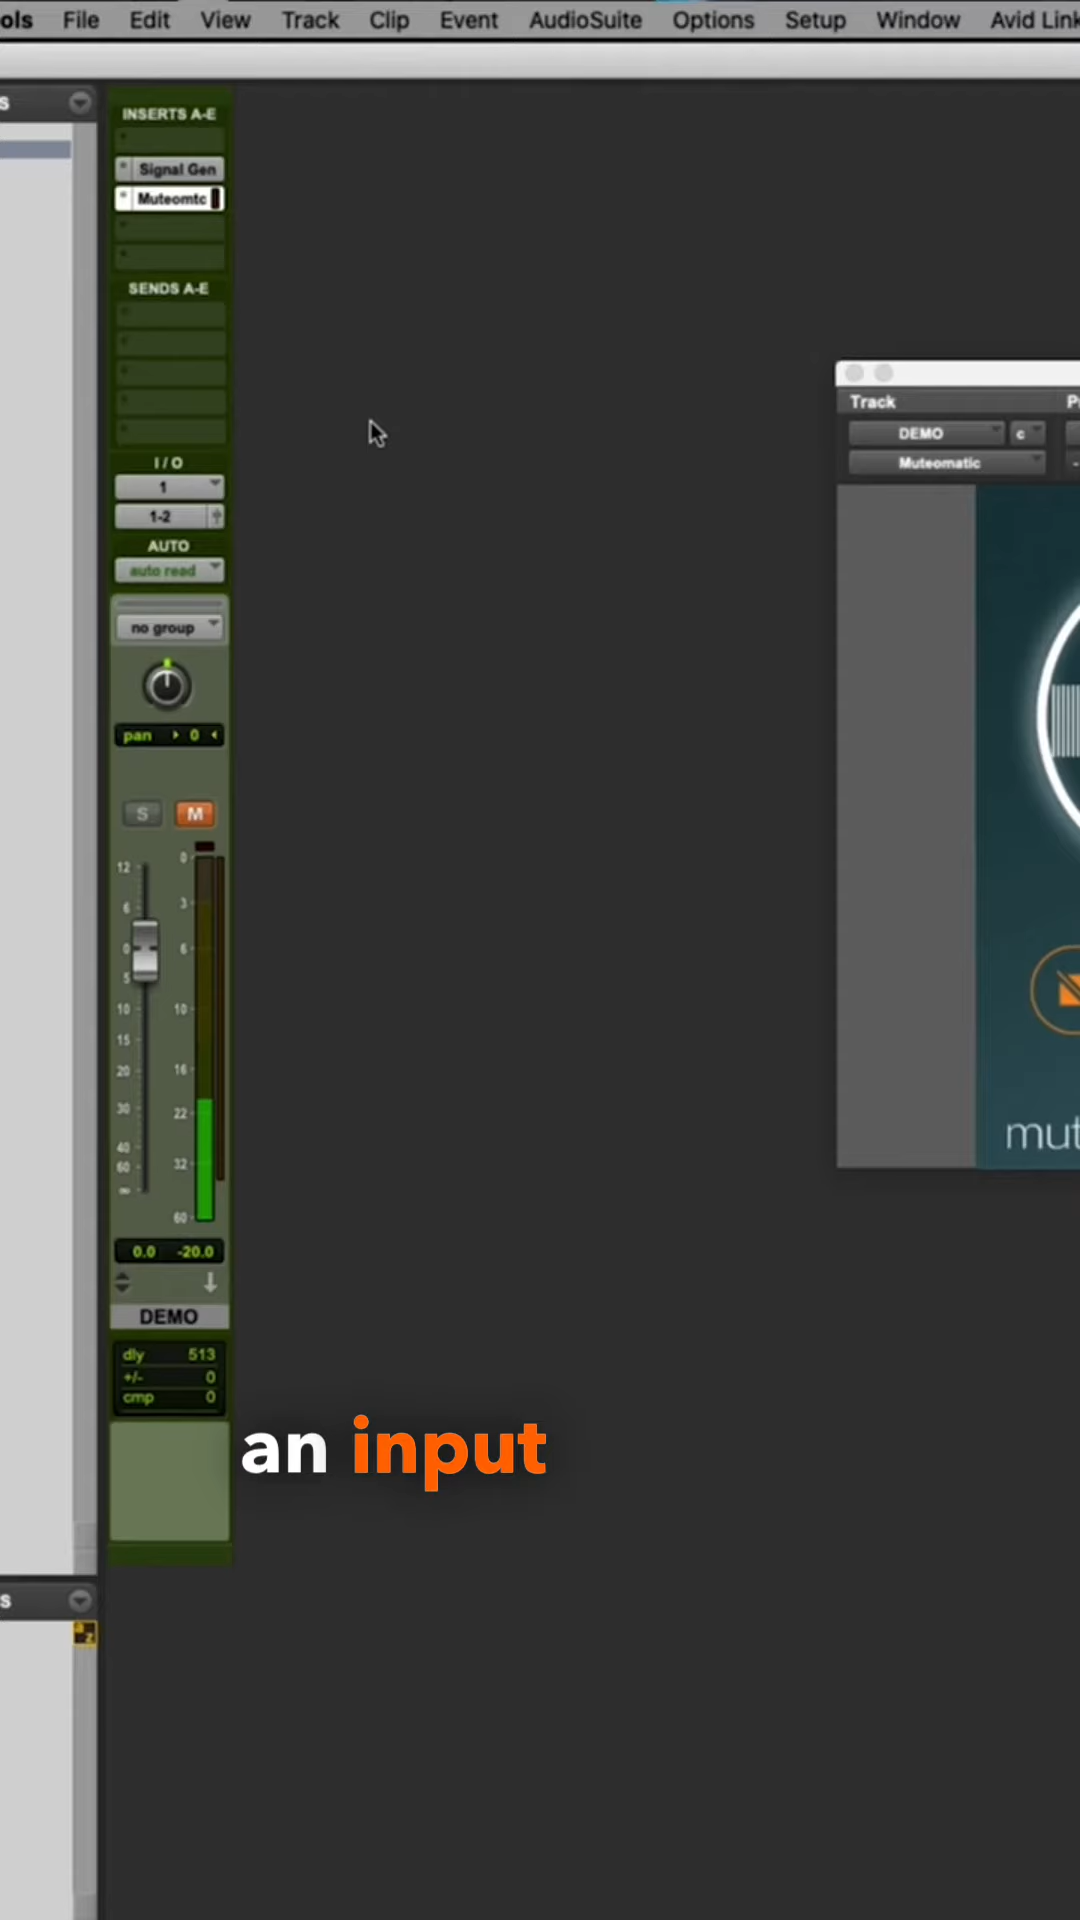 ols File Edit View Track Clip Event AudioSuite Options Setup Window Avid Link
s
INSERTS A-E
Signal Gen
Muteomtc
SENDS A-E
I / O
1
1-2
AUTO
auto read
no group
pan 0
S M
12 6 0 5 10 15 20 30 40 60 ∞
0 3 6 10 16 22 32 60
0.0 -20.0
DEMO
dly 513
+/- 0
cmp 0
Track
DEMO c
Muteomatic -
mut
an input
s
a z